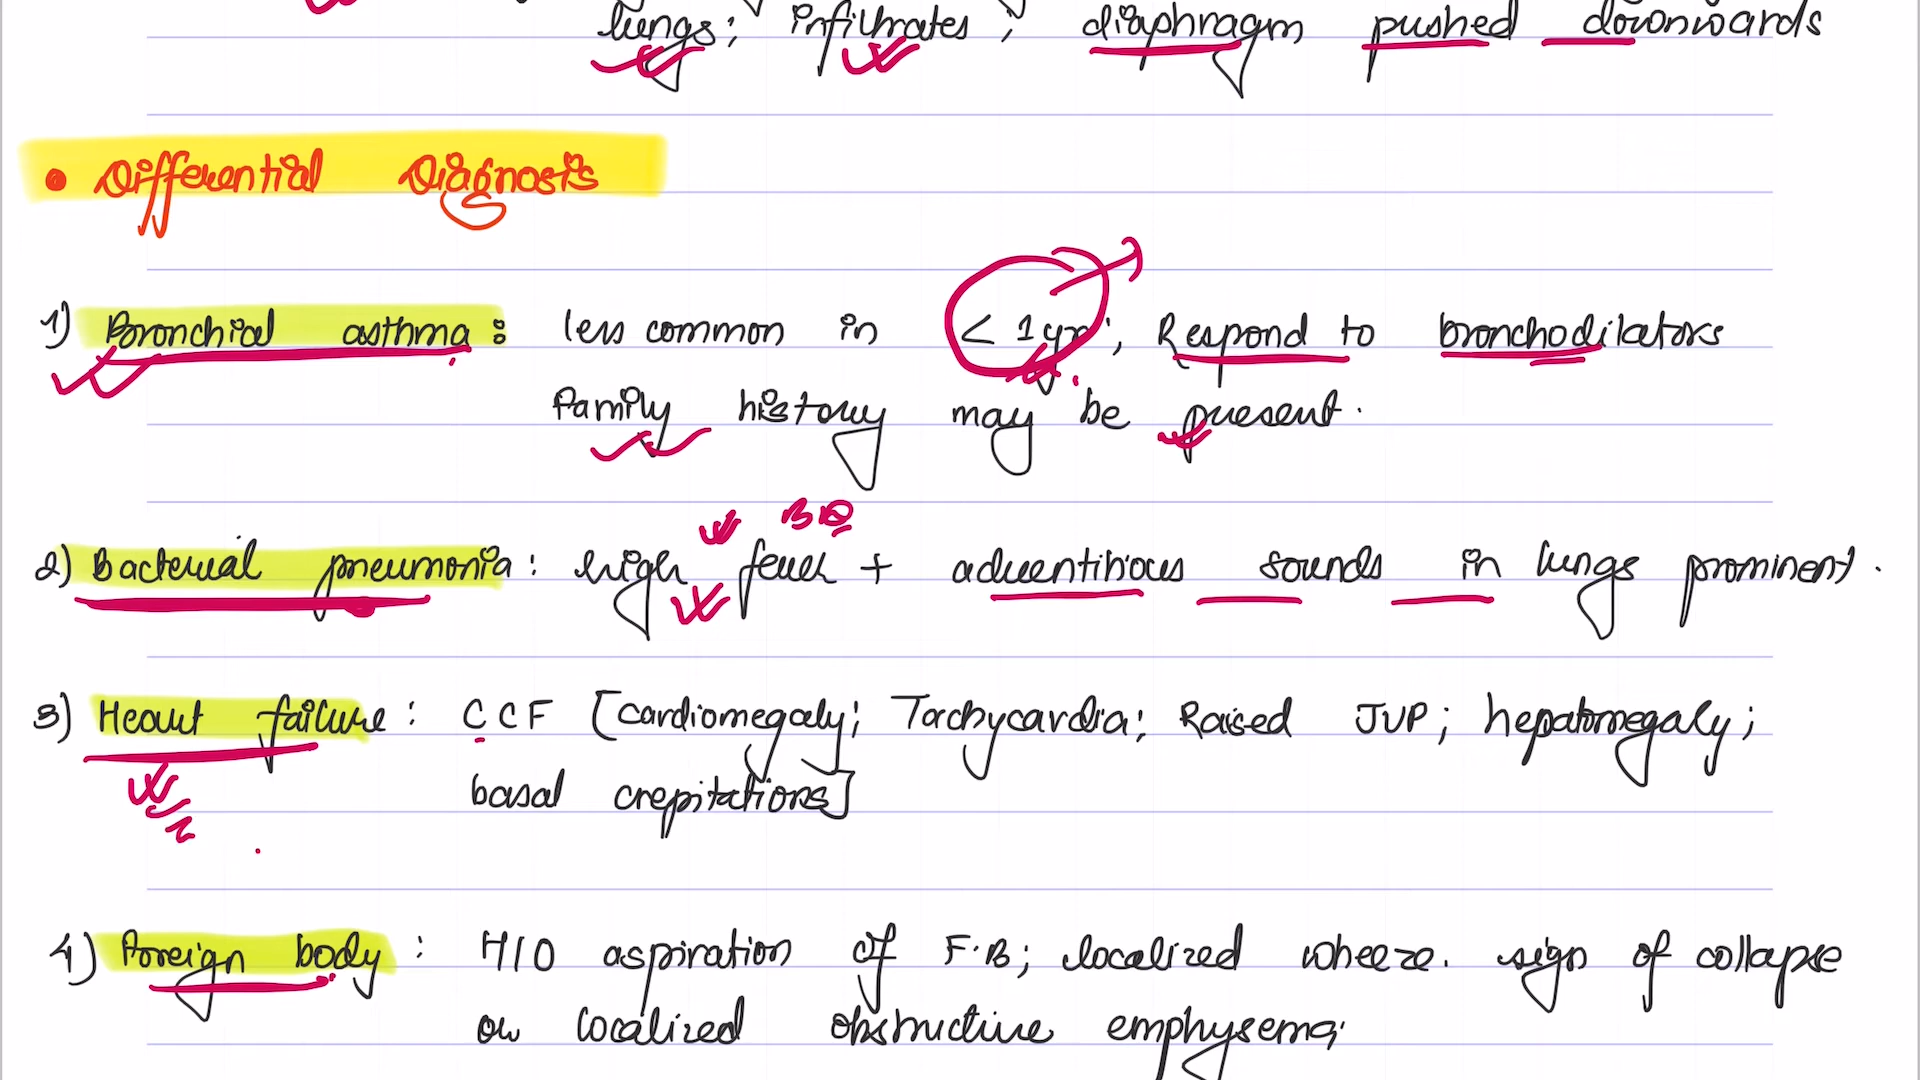 lungs; infiltrates; diaphragm pushed downwards
• Differential Diagnosis
1) Bronchial asthma: less common in < 1yr; Respond to bronchodilators
family history may be present.
2) Bacterial pneumonia: high fever + adventitious sounds in lungs prominent.
3) Heart failure: CCF [cardiomegaly; Tachycardia; Raised JVP; hepatomegaly;
basal crepitations]
4) Foreign body: H/O aspiration of F.B; localized wheeze. sign of collapse
or localized obstructive emphysema;